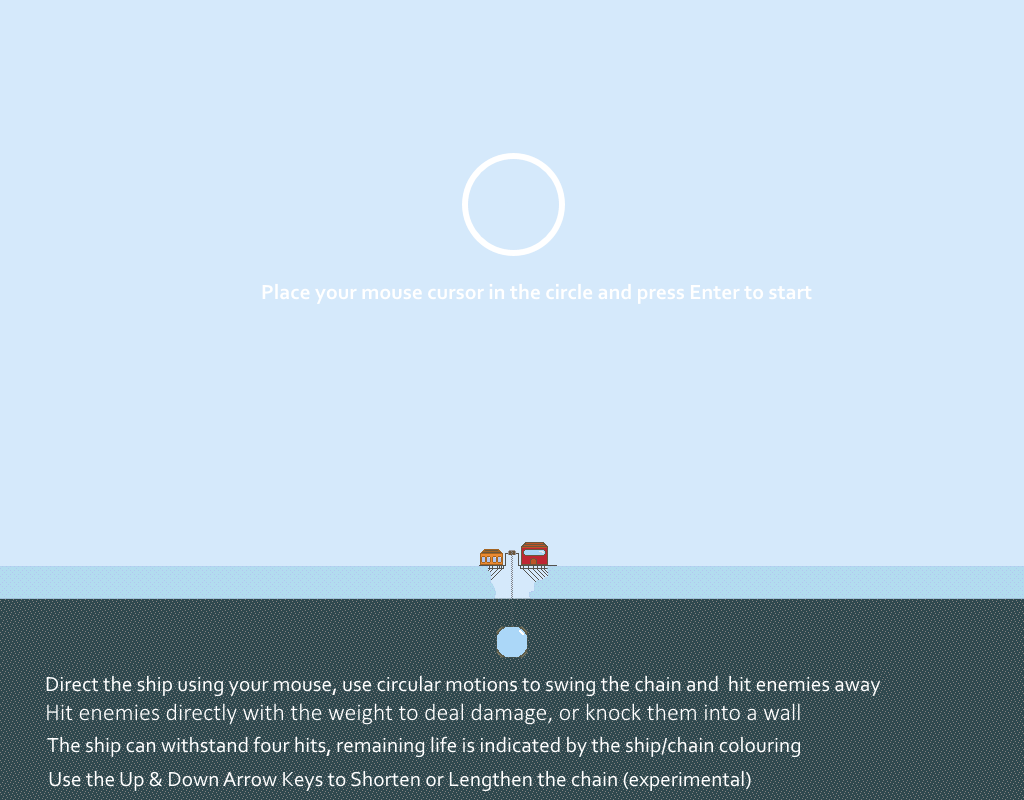 Place your mouse cursor in the circle and press Enter to start
Direct the ship using your mouse, use circular motions to swing the chain and  hit enemies away
Hit enemies directly with the weight to deal damage, or knock them into a wall
The ship can withstand four hits, remaining life is indicated by the ship/chain colouring
Use the Up & Down Arrow Keys to Shorten or Lengthen the chain (experimental)